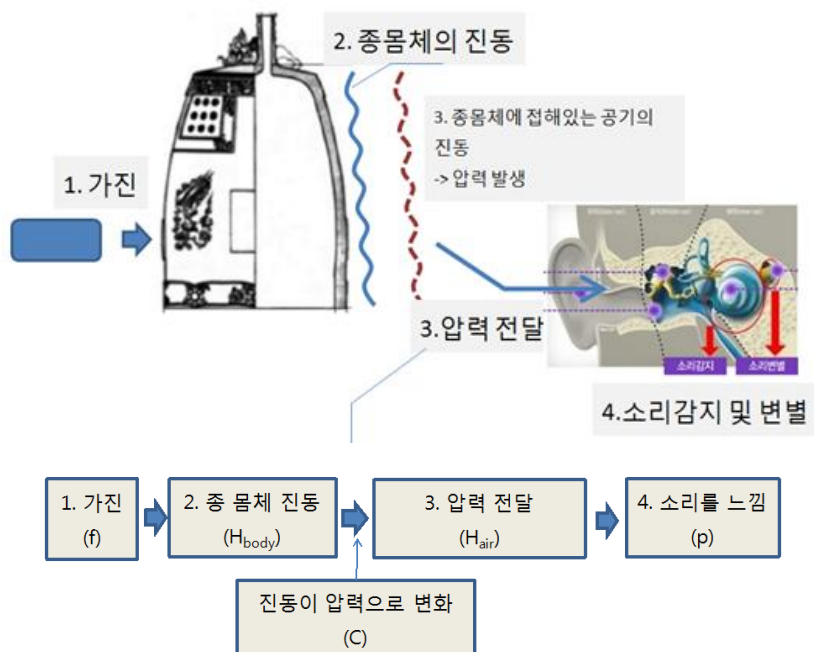 2. 종몸체의 진동
3. 종몸체에 접해있는 공기의
진동
-> 압력 발생
1. 가진
3.압력 전달
소리감지
소리변별
4.소리감지 및 변별
1. 가진
(f)
2. 종 몸체 진동
(Hbody)
3. 압력 전달
(Hair)
4. 소리를 느낌
(p)
진동이 압력으로 변화
(C)